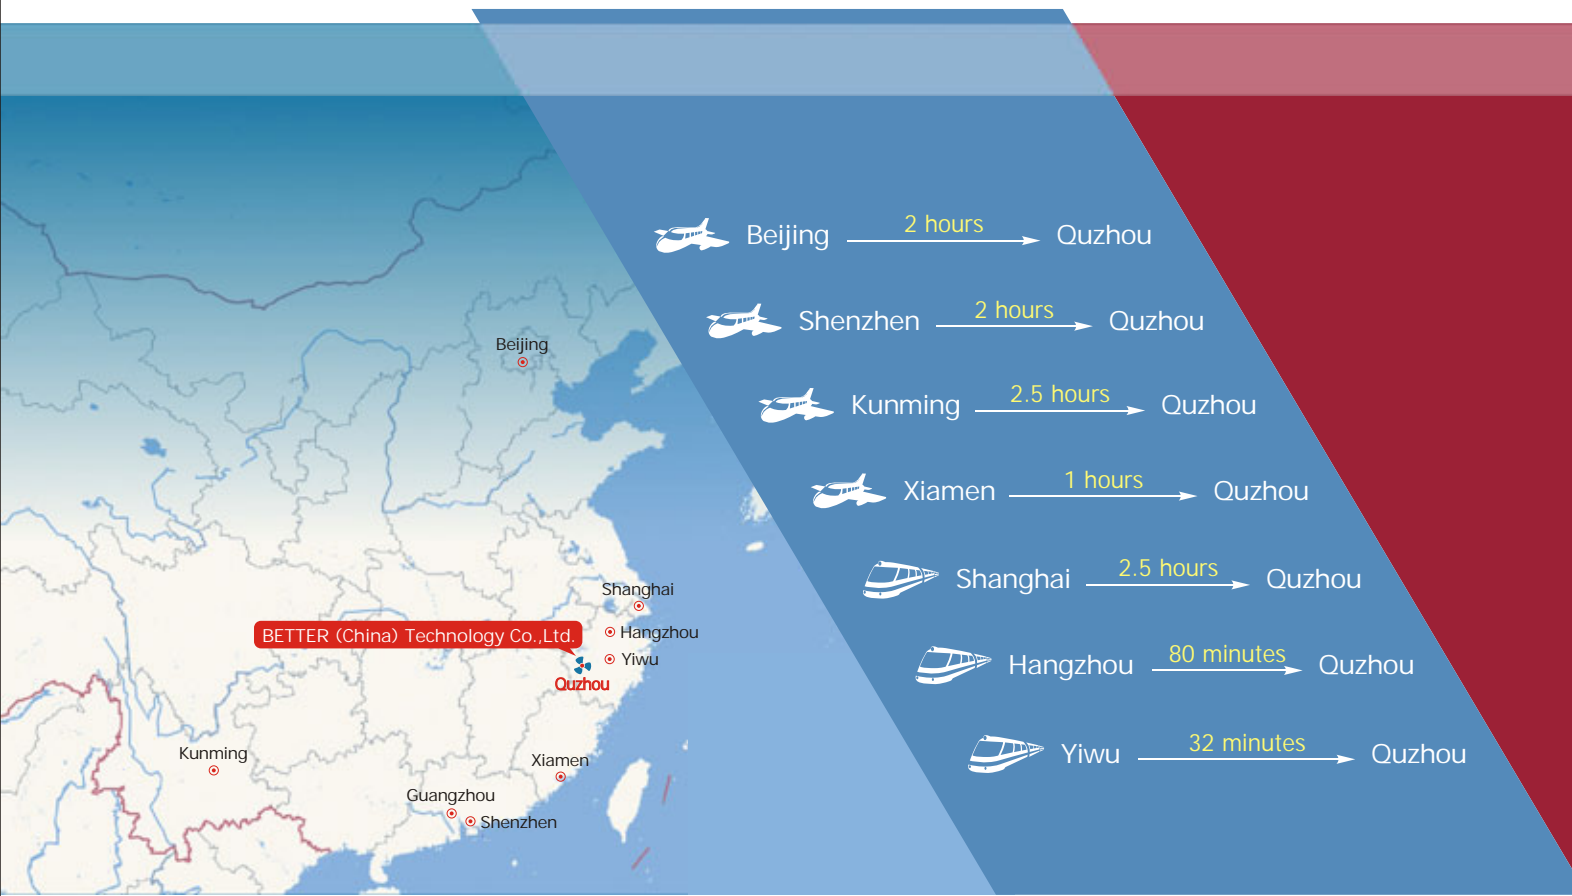 Beijing
Shanghai
BETTER (China) Technology Co.,Ltd.
Hangzhou
Yiwu
Quzhou
Kunming
Xiamen
Guangzhou
Shenzhen
Beijing 2 hours Quzhou
Shenzhen 2 hours Quzhou
Kunming 2.5 hours Quzhou
Xiamen 1 hours Quzhou
Shanghai 2.5 hours Quzhou
Hangzhou 80 minutes Quzhou
Yiwu 32 minutes Quzhou